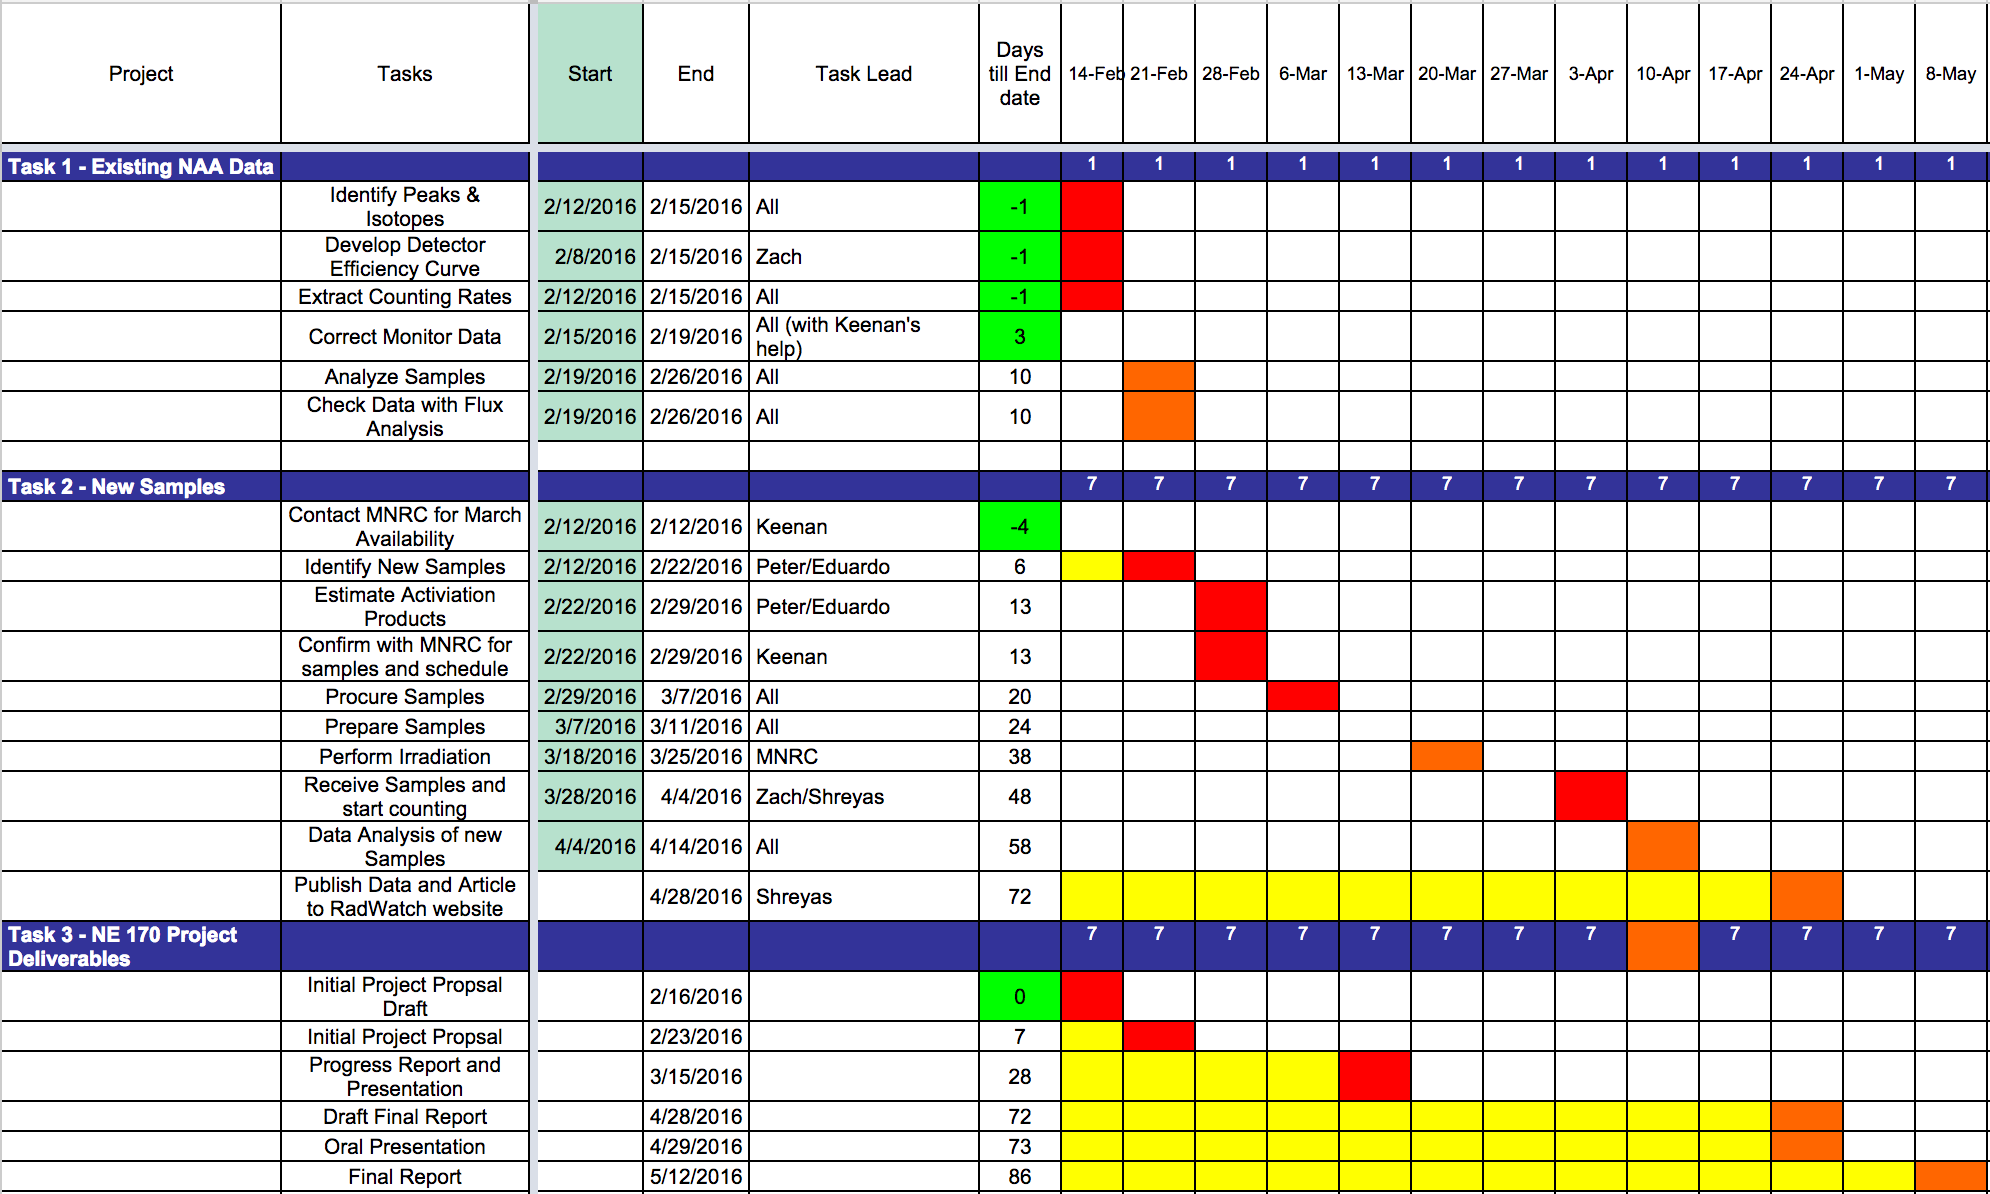 Project Tasks Start End Task Lead Days till End date 14-Feb 21-Feb 28-Feb 6-Mar 13-Mar 20-Mar 27-Mar 3-Apr 10-Apr 17-Apr 24-Apr 1-May 8-May
Task 1 - Existing NAA Data 1 1 1 1 1 1 1 1 1 1 1 1 1
Identify Peaks & Isotopes 2/12/2016 2/15/2016 All -1
Develop Detector Efficiency Curve 2/8/2016 2/15/2016 Zach -1
Extract Counting Rates 2/12/2016 2/15/2016 All -1
Correct Monitor Data 2/15/2016 2/19/2016 All (with Keenan's help) 3
Analyze Samples 2/19/2016 2/26/2016 All 10
Check Data with Flux Analysis 2/19/2016 2/26/2016 All 10
Task 2 - New Samples 7 7 7 7 7 7 7 7 7 7 7 7 7
Contact MNRC for March Availability 2/12/2016 2/12/2016 Keenan -4
Identify New Samples 2/12/2016 2/22/2016 Peter/Eduardo 6
Estimate Activiation Products 2/22/2016 2/29/2016 Peter/Eduardo 13
Confirm with MNRC for samples and schedule 2/22/2016 2/29/2016 Keenan 13
Procure Samples 2/29/2016 3/7/2016 All 20
Prepare Samples 3/7/2016 3/11/2016 All 24
Perform Irradiation 3/18/2016 3/25/2016 MNRC 38
Receive Samples and start counting 3/28/2016 4/4/2016 Zach/Shreyas 48
Data Analysis of new Samples 4/4/2016 4/14/2016 All 58
Publish Data and Article to RadWatch website 4/28/2016 Shreyas 72
Task 3 - NE 170 Project Deliverables 7 7 7 7 7 7 7 7 7 7 7 7
Initial Project Propsal Draft 2/16/2016 0
Initial Project Propsal 2/23/2016 7
Progress Report and Presentation 3/15/2016 28
Draft Final Report 4/28/2016 72
Oral Presentation 4/29/2016 73
Final Report 5/12/2016 86